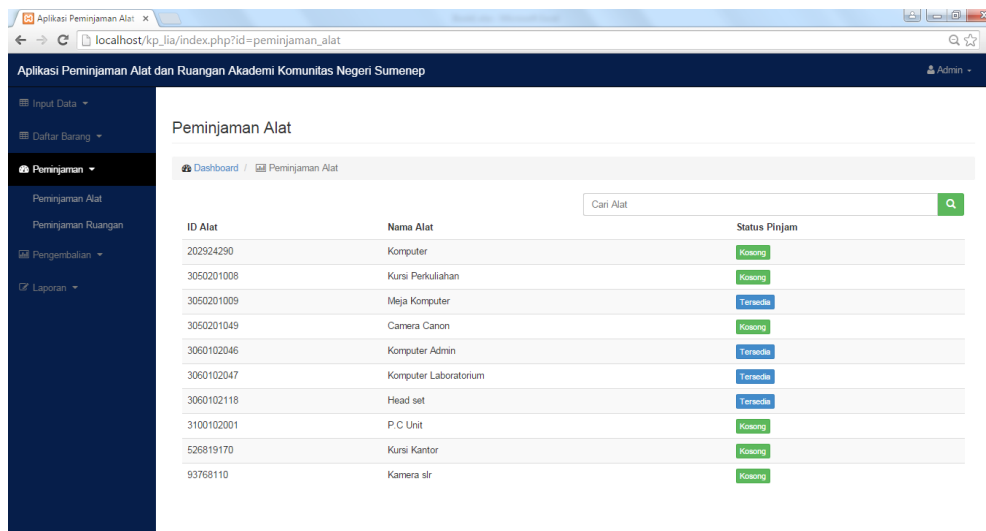 Aplikasi Peminjaman Alat
localhost/kp_lia/index.php?id=peminjaman_alat
Aplikasi Peminjaman Alat dan Ruangan Akademi Komunitas Negeri Sumenep
Admin
Input Data
Daftar Barang
Peminjaman
Peminjaman Alat
Peminjaman Ruangan
Pengembalian
Laporan
Peminjaman Alat
Dashboard / Peminjaman Alat
Cari Alat
ID Alat Nama Alat Status Pinjam
202924290 Komputer Kosong
3050201008 Kursi Perkuliahan Kosong
3050201009 Meja Komputer Tersedia
3050201049 Camera Canon Kosong
3060102046 Komputer Admin Tersedia
3060102047 Komputer Laboratorium Tersedia
3060102118 Head set Tersedia
3100102001 P.C Unit Kosong
526819170 Kursi Kantor Kosong
93768110 Kamera slr Kosong